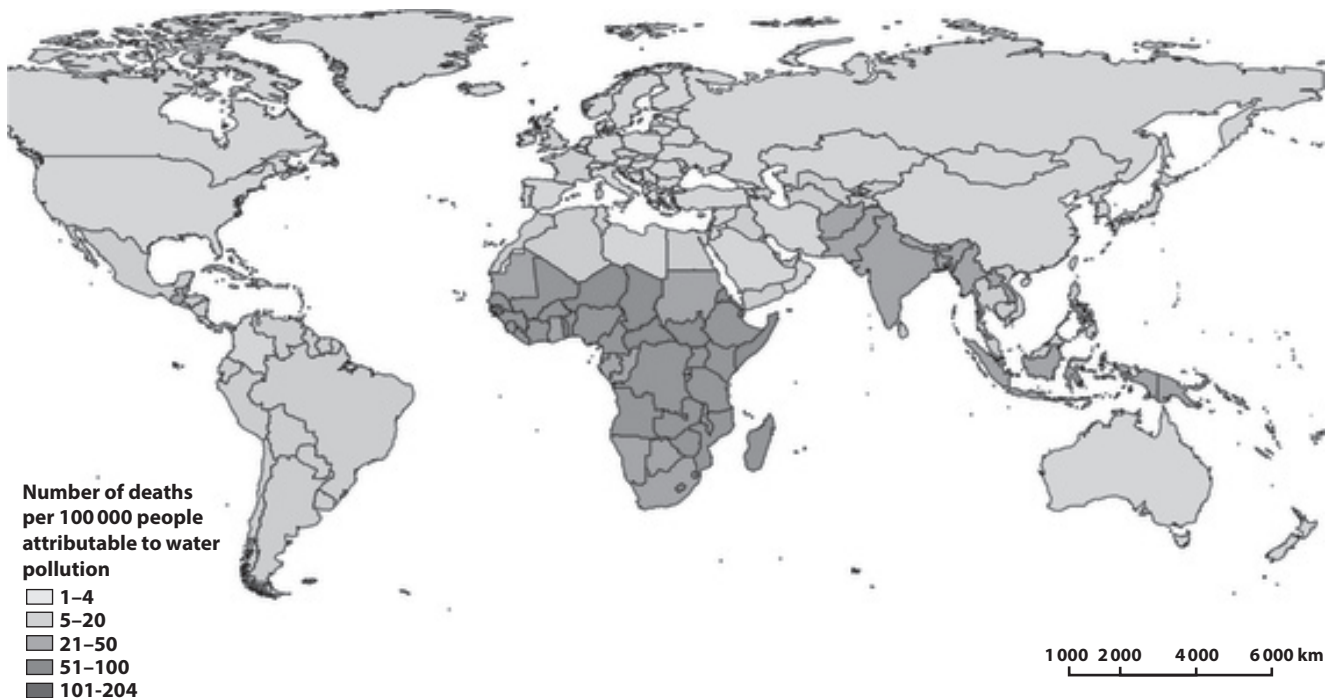 Number of deaths
per 100 000 people
attributable to water
pollution
1–4
5–20
21–50
51–100
101-204
1 000 2 000 4 000 6 000 km